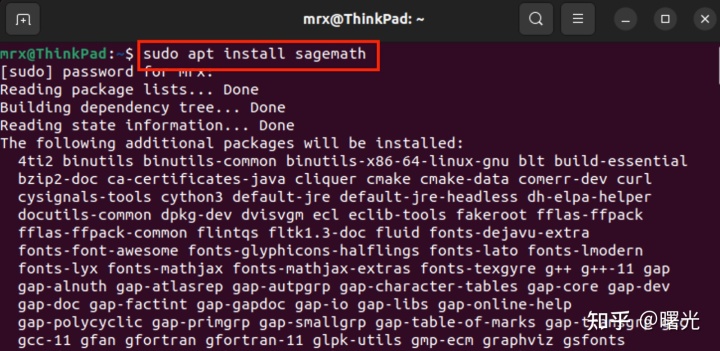 mrx@ThinkPad: ~
mrx@ThinkPad:~$ sudo apt install sagemath
[sudo] password for mrx:
Reading package lists... Done
Building dependency tree... Done
Reading state information... Done
The following additional packages will be installed:
4ti2 binutils binutils-common binutils-x86-64-linux-gnu blt build-essential
bzip2-doc ca-certificates-java cliquer cmake cmake-data comerr-dev curl
cysignals-tools cython3 default-jre default-jre-headless dh-elpa-helper
docutils-common dpkg-dev dvisvgm ecl eclib-tools fakeroot fflas-ffpack
fflas-ffpack-common flintqs fltk1.3-doc fluid fonts-dejavu-extra
fonts-font-awesome fonts-glyphicons-halflings fonts-lato fonts-lmodern
fonts-lyx fonts-mathjax fonts-mathjax-extras fonts-texgyre g++ g++-11 gap
gap-alnuth gap-atlasrep gap-autpgrp gap-character-tables gap-core gap-dev
gap-doc gap-factint gap-gapdoc gap-io gap-libs gap-online-help
gap-polycyclic gap-primgrp gap-smallgrp gap-table-of-marks gap-transgrp gcc
gcc-11 gfan gfortran gfortran-11 glpk-utils gmp-ecm graphviz gsfonts
知乎 @曙光